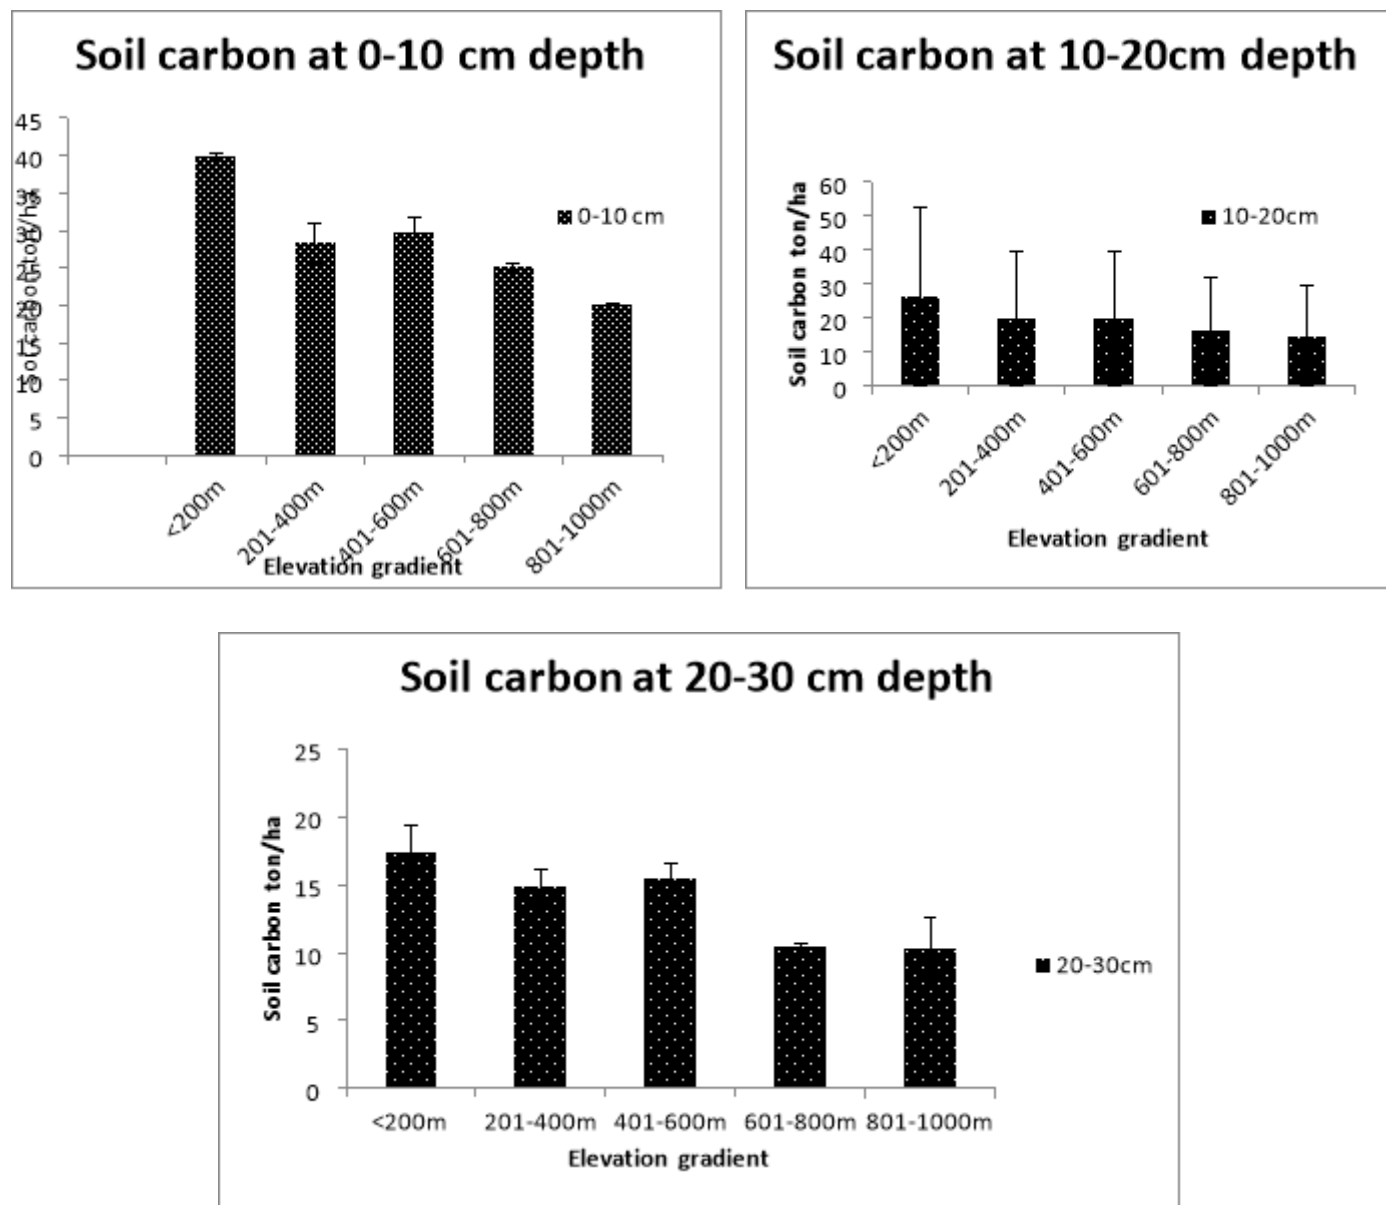 Soil carbon at 0-10 cm depth
45
40
35
30
25
20
15
10
5
0
Soil carbon ton/ha
0-10 cm
<200m
201-400m
401-600m
601-800m
801-1000m
Elevation gradient
Soil carbon at 10-20cm depth
60
50
40
30
20
10
0
Soil carbon ton/ha
10-20cm
<200m
201-400m
401-600m
601-800m
801-1000m
Elevation gradient
Soil carbon at 20-30 cm depth
25
20
15
10
5
0
Soil carbon ton/ha
20-30cm
<200m 201-400m 401-600m 601-800m 801-1000m
Elevation gradient